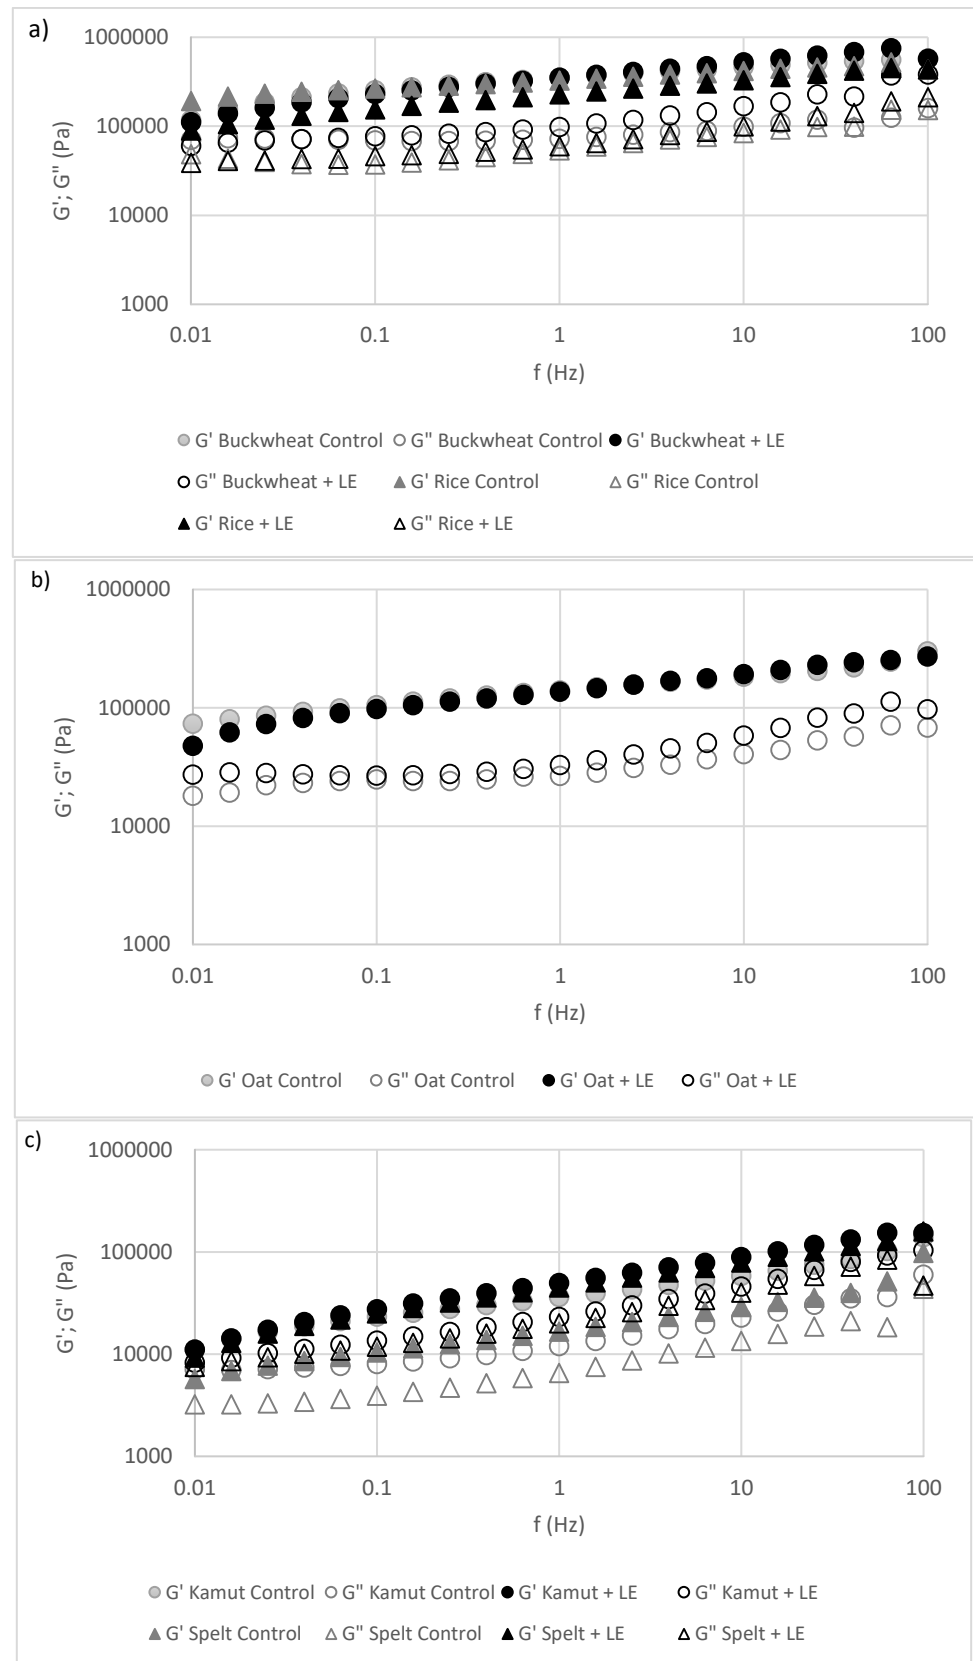 a)
1000000
100000
10000
1000
G'; G" (Pa)
0.01 0.1 1 10 100
f (Hz)
G' Buckwheat Control G" Buckwheat Control G' Buckwheat + LE
G" Buckwheat + LE G' Rice Control G" Rice Control
G' Rice + LE G" Rice + LE
b)
1000000
100000
10000
1000
G'; G" (Pa)
0.01 0.1 1 10 100
f (Hz)
G' Oat Control G" Oat Control G' Oat + LE G" Oat + LE
c)
1000000
100000
10000
1000
G'; G" (Pa)
0.01 0.1 1 10 100
f (Hz)
G' Kamut Control G" Kamut Control G' Kamut + LE G" Kamut + LE
G' Spelt Control G" Spelt Control G' Spelt + LE G" Spelt + LE